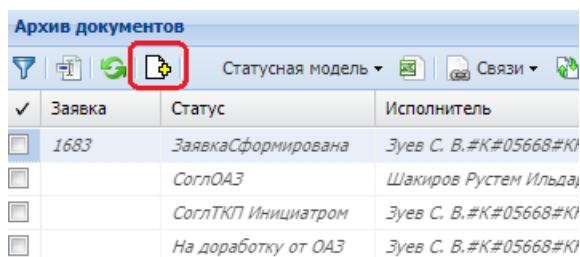 Архив документов
Статусная модель Связи
Заявка Статус Исполнитель
1683 ЗаявкаСформирована Зуев С. В.#К#05668#К
СоглОАЗ Шакиров Рустем Ильда
СоглТКП Инициатром Зуев С. В.#К#05668#К
На доработку от ОАЗ Зуев С. В.#К#05668#К